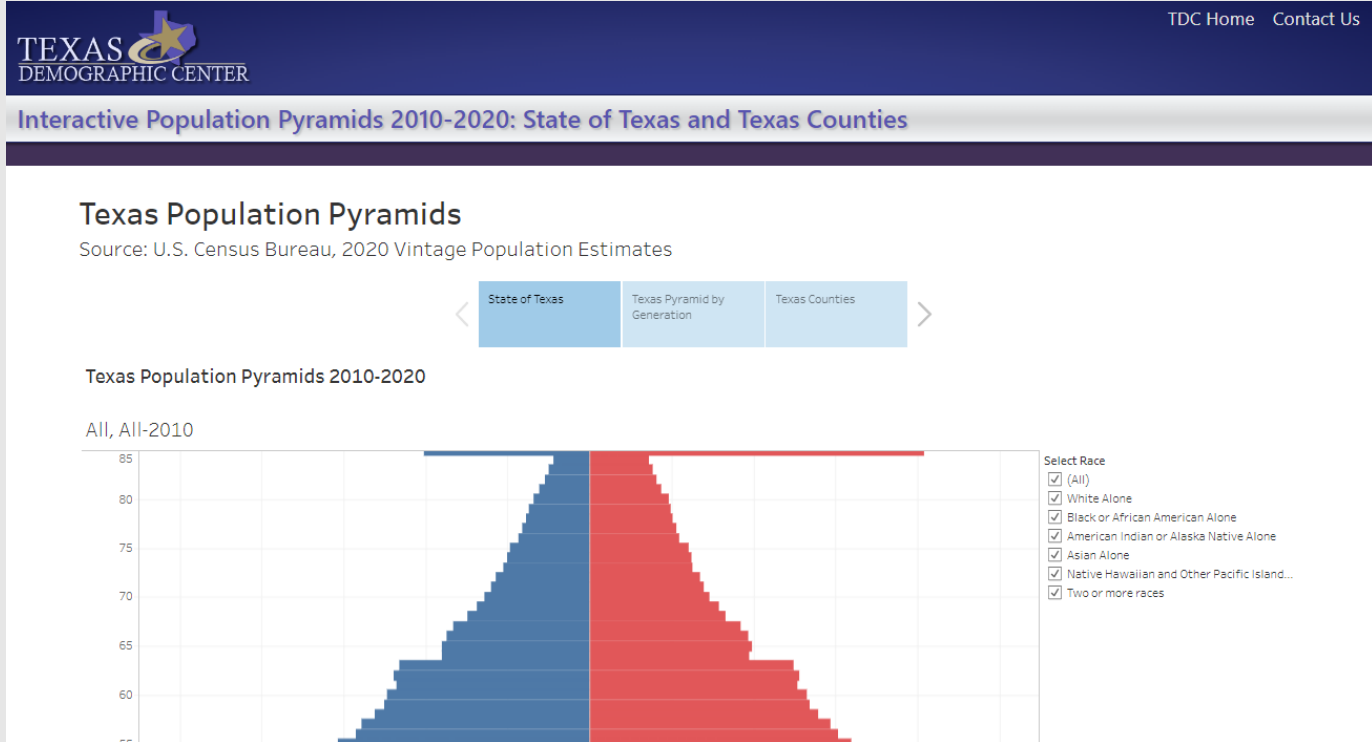 TDC Home Contact Us
TEXAS
DEMOGRAPHIC CENTER
Interactive Population Pyramids 2010-2020: State of Texas and Texas Counties
Texas Population Pyramids
Source: U.S. Census Bureau, 2020 Vintage Population Estimates
State of Texas
Texas Pyramid by
Generation
Texas Counties
Texas Population Pyramids 2010-2020
All, All-2010
85
80
75
70
65
60
55
Select Race
(All)
White Alone
Black or African American Alone
American Indian or Alaska Native Alone
Asian Alone
Native Hawaiian and Other Pacific Island...
Two or more races